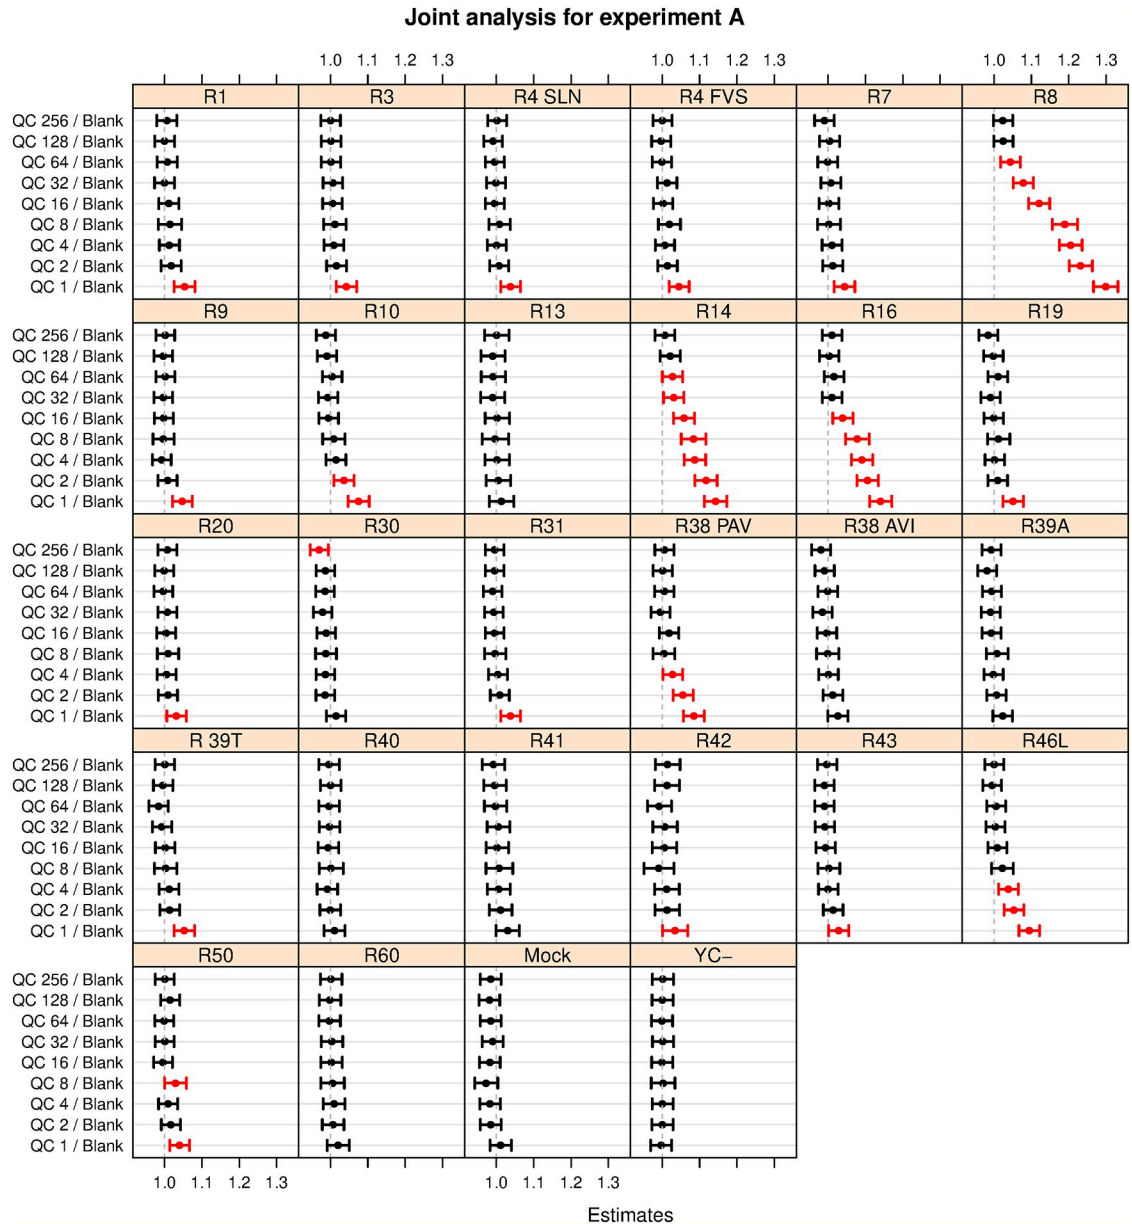 Joint analysis for experiment A
1.0 1.1 1.2 1.3 1.0 1.1 1.2 1.3 1.0 1.1 1.2 1.3
R1 R3 R4 SLN R4 FVS R7 R8
QC 256 / Blank
QC 128 / Blank
QC 64 / Blank
QC 32 / Blank
QC 16 / Blank
QC 8 / Blank
QC 4 / Blank
QC 2 / Blank
QC 1 / Blank
R9 R10 R13 R14 R16 R19
QC 256 / Blank
QC 128 / Blank
QC 64 / Blank
QC 32 / Blank
QC 16 / Blank
QC 8 / Blank
QC 4 / Blank
QC 2 / Blank
QC 1 / Blank
R20 R30 R31 R38 PAV R38 AVI R39A
QC 256 / Blank
QC 128 / Blank
QC 64 / Blank
QC 32 / Blank
QC 16 / Blank
QC 8 / Blank
QC 4 / Blank
QC 2 / Blank
QC 1 / Blank
R 39T R40 R41 R42 R43 R46L
QC 256 / Blank
QC 128 / Blank
QC 64 / Blank
QC 32 / Blank
QC 16 / Blank
QC 8 / Blank
QC 4 / Blank
QC 2 / Blank
QC 1 / Blank
R50 R60 Mock YC−
QC 256 / Blank
QC 128 / Blank
QC 64 / Blank
QC 32 / Blank
QC 16 / Blank
QC 8 / Blank
QC 4 / Blank
QC 2 / Blank
QC 1 / Blank
1.0 1.1 1.2 1.3 1.0 1.1 1.2 1.3
Estimates